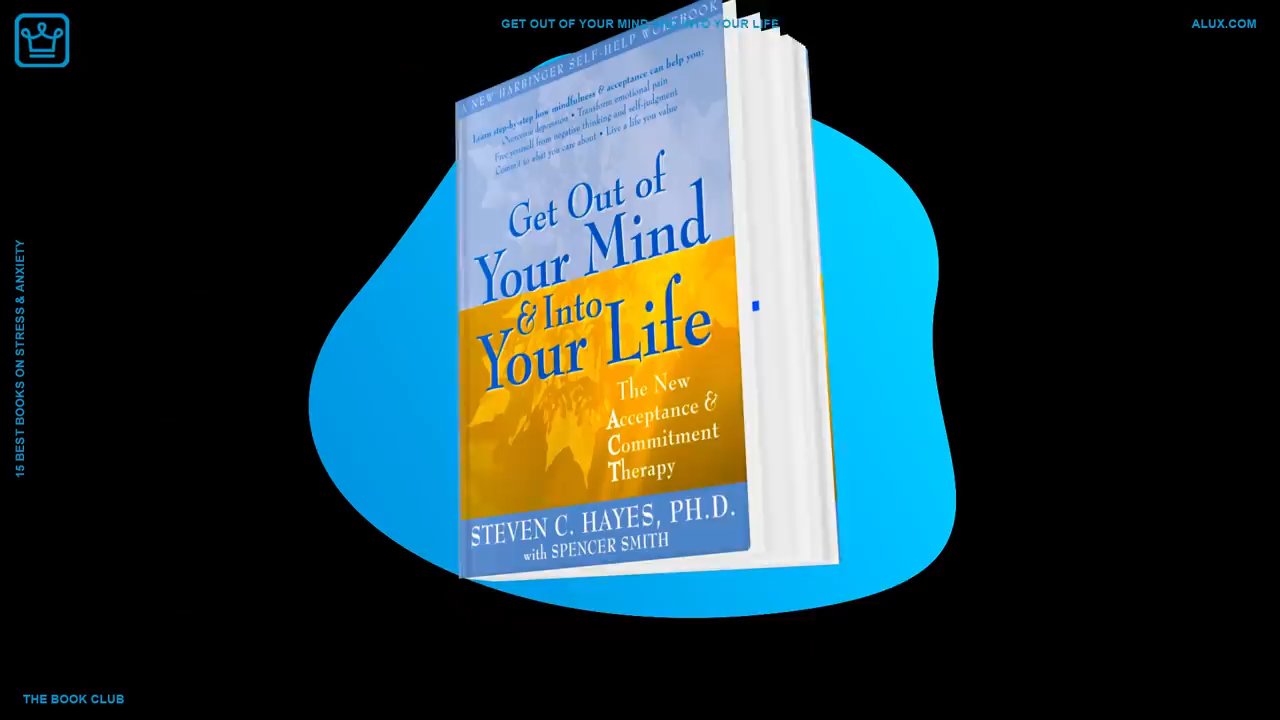 GET OUT OF YOUR MIND AND INTO YOUR LIFE
ALUX.COM
A NEW HARBINGER SELF-HELP WORKBOOK
Learn step-by-step how mindfulness & acceptance can help you:
Overcome depression • Transform emotional pain
Free yourself from negative thinking and self-judgment
Commit to what you care about • Live a life you value
Get Out of
Your Mind
& Into
Your Life
The New
Acceptance &
Commitment
Therapy
STEVEN C. HAYES, PH.D.
with SPENCER SMITH
15 BEST BOOKS ON STRESS & ANXIETY
THE BOOK CLUB